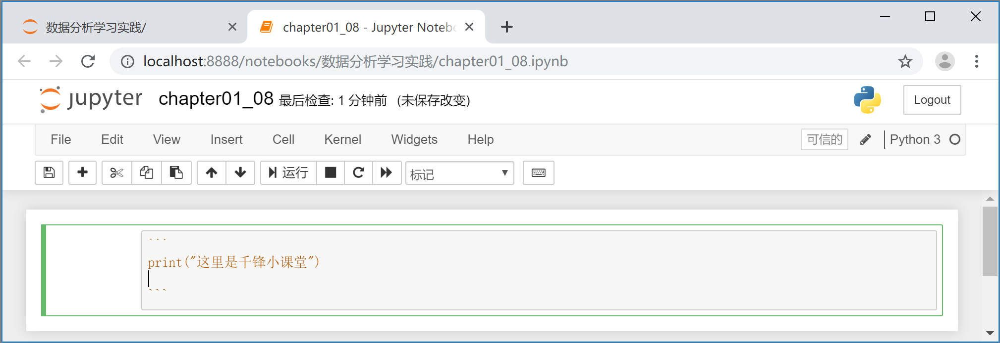 数据分析学习实践/
chapter01_08 - Jupyter Notebo
localhost:8888/notebooks/数据分析学习实践/chapter01_08.ipynb
jupyter chapter01_08 最后检查: 1 分钟前 (未保存改变) Logout
File Edit View Insert Cell Kernel Widgets Help 可信的 Python 3
运行 标记
```
print("这里是千锋小课堂")
```